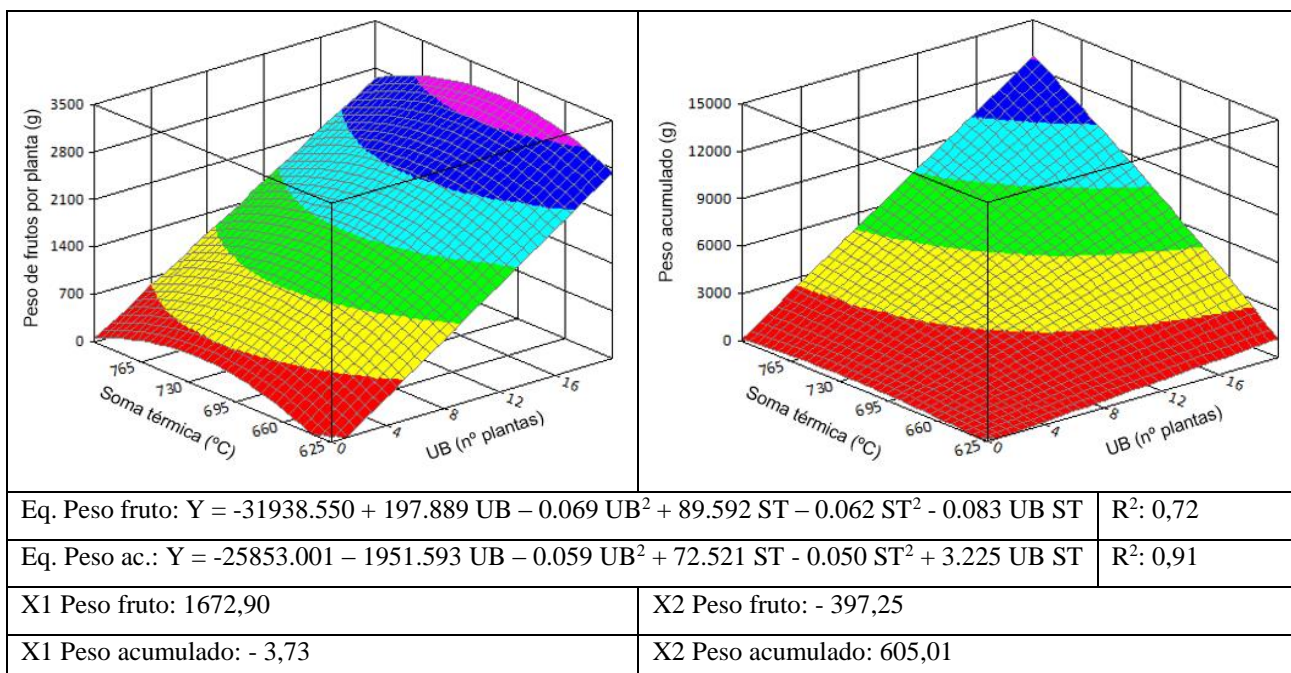 3500
2800
2100
1400
700
0
Peso de frutos por planta (g)
765
730
695
660
625
Soma térmica (ºC)
0
4
8
12
16
UB (nº plantas)
15000
12000
9000
6000
3000
0
Peso acumulado (g)
765
730
695
660
625
Soma térmica (ºC)
0
4
8
12
16
UB (nº plantas)
Eq. Peso fruto: Y = -31938.550 + 197.889 UB – 0.069 UB² + 89.592 ST – 0.062 ST² - 0.083 UB ST
R²: 0,72
Eq. Peso ac.: Y = -25853.001 – 1951.593 UB – 0.059 UB² + 72.521 ST - 0.050 ST² + 3.225 UB ST
R²: 0,91
X1 Peso fruto: 1672,90
X2 Peso fruto: - 397,25
X1 Peso acumulado: - 3,73
X2 Peso acumulado: 605,01